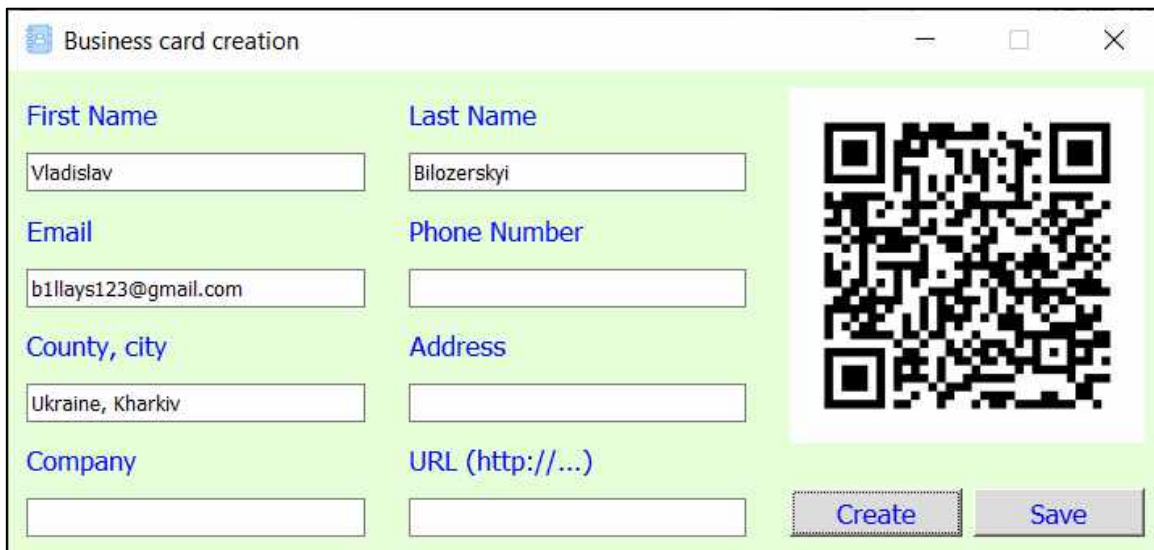 Business card creation
First Name
Last Name
Vladislav
Bilozerskyi
Email
Phone Number
b1llays123@gmail.com
County, city
Address
Ukraine, Kharkiv
Company
URL (http://...)
Create
Save